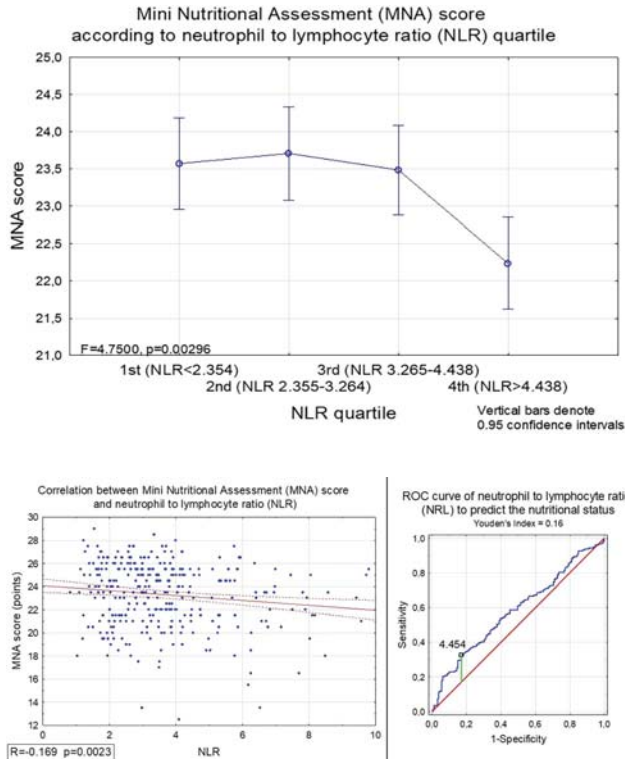 Mini Nutritional Assessment (MNA) score
according to neutrophil to lymphocyte ratio (NLR) quartile
25,0
24,5
24,0
23,5
23,0
22,5
22,0
21,5
21,0
MNA score
F=4.7500, p=0.00296
1st (NLR<2.354)
3rd (NLR 3.265-4.438)
2nd (NLR 2.355-3.264)
4th (NLR>4.438)
NLR quartile
Vertical bars denote
0.95 confidence intervals
Correlation between Mini Nutritional Assessment (MNA) score
and neutrophil to lymphocyte ratio (NLR)
30
28
26
24
22
20
18
16
14
12
MNA score (points)
0 2 4 6 8 10
R=-0.169 p=0.0023
NLR
ROC curve of neutrophil to lymphocyte rati
(NRL) to predict the nutritional status
Youden's Index = 0.16
1,0
0,8
0,6
0,4
0,2
0,0
Sensitivity
4.454
0,0 0,2 0,4 0,6 0,8 1,0
1-Specificity